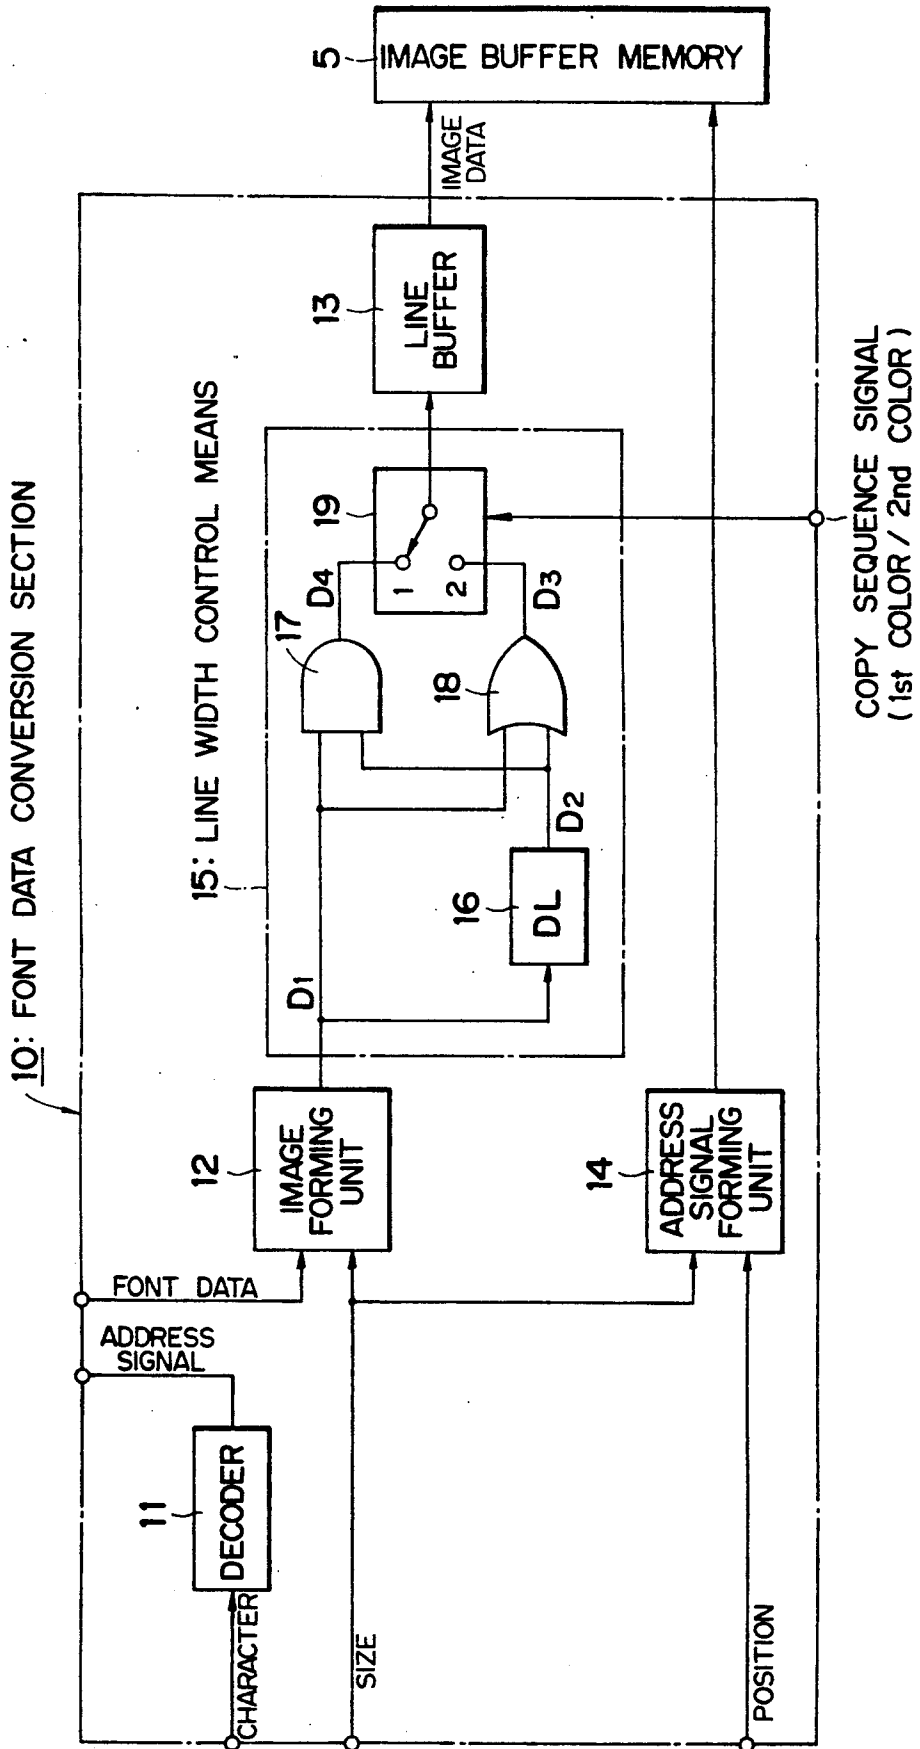 10: FONT DATA CONVERSION SECTION
FONT DATA
ADDRESS
SIGNAL
11
DECODER
CHARACTER
SIZE
POSITION
12
IMAGE
FORMING
UNIT
14
ADDRESS
SIGNAL
FORMING
UNIT
15: LINE WIDTH CONTROL MEANS
D1
16
DL
D2
17
18
D4
D3
19
1
2
13
LINE
BUFFER
IMAGE
DATA
5
IMAGE BUFFER MEMORY
COPY SEQUENCE SIGNAL
(1st COLOR/2nd COLOR)